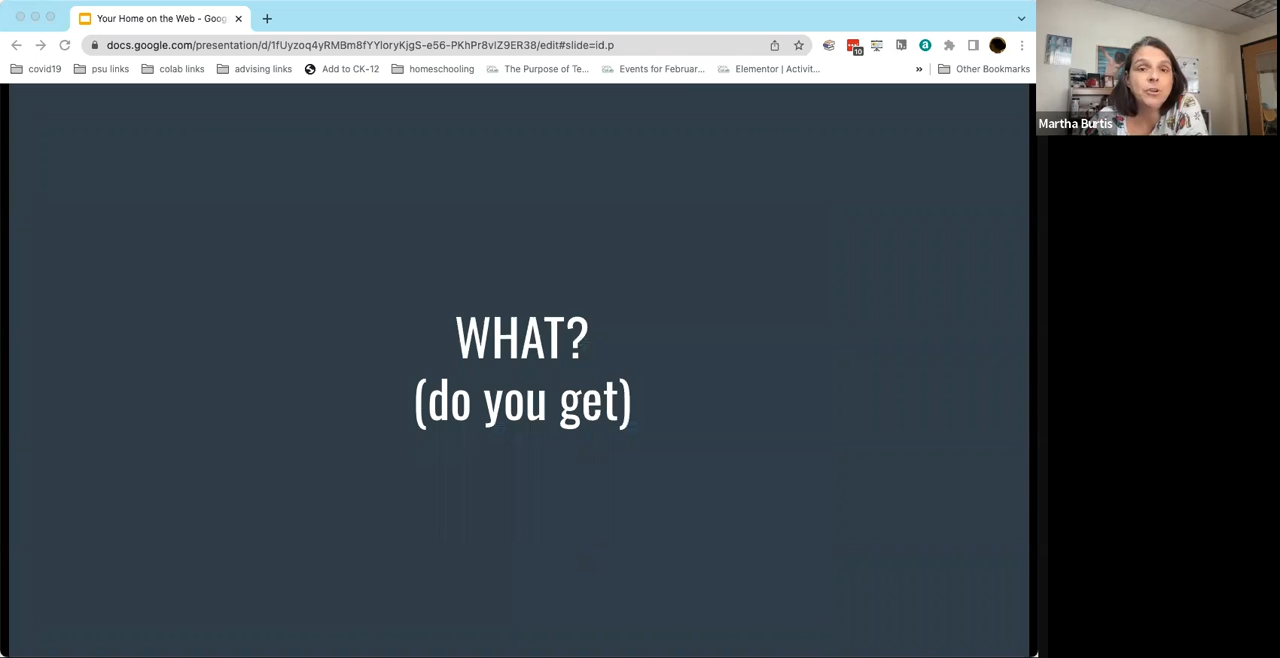 Your Home on the Web - Goog
docs.google.com/presentation/d/1fUyzoq4yRMBm8fYYloryKjgS-e56-PKhPr8vIZ9ER38/edit#slide=id.p
10
h
a
covid19 psu links colab links advising links Add to CK-12 homeschooling The Purpose of Te... Events for Februar... Elementor | Activit... » Other Bookmarks
Martha Burtis
WHAT?
(do you get)